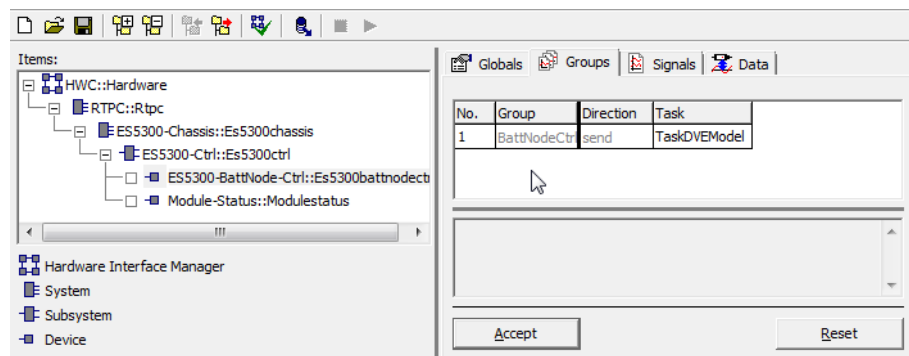 Items:
HWC::Hardware
RTPC::Rtpc
ES5300-Chassis::Es5300chassis
ES5300-Ctrl::Es5300ctrl
ES5300-BattNode-Ctrl::Es5300battnodectr
Module-Status::Modulestatus
Hardware Interface Manager
System
Subsystem
Device
Globals Groups Signals Data
No. Group Direction Task
1 BattNodeCtrl send TaskDVEModel
Accept Reset